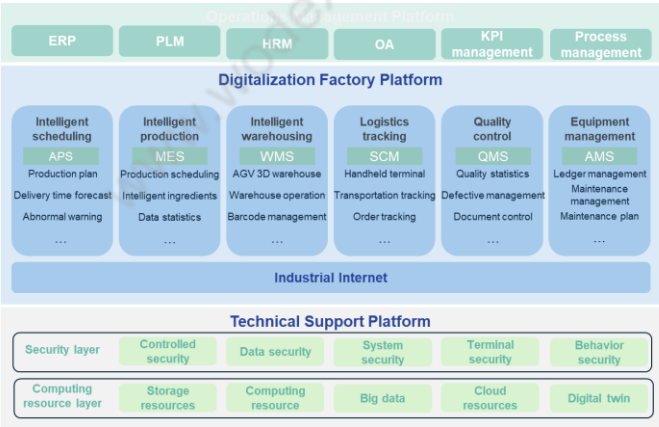 Operation Management Platform
ERP PLM HRM OA KPI management Process management
Digitalization Factory Platform
Intelligent scheduling Intelligent production Intelligent warehousing Logistics tracking Quality control Equipment management
APS MES WMS SCM QMS AMS
Production plan Production scheduling AGV 3D warehouse Handheld terminal Quality statistics Ledger management
Delivery time forecast Intelligent ingredients Warehouse operation Transportation tracking Defective management Maintenance management
Abnormal warning Data statistics Barcode management Order tracking Document control Maintenance plan
... ... ... ... ... ...
Industrial Internet
Technical Support Platform
Security layer Controlled security Data security System security Terminal security Behavior security
Computing resource layer Storage resources Computing resource Big data Cloud resources Digital twin